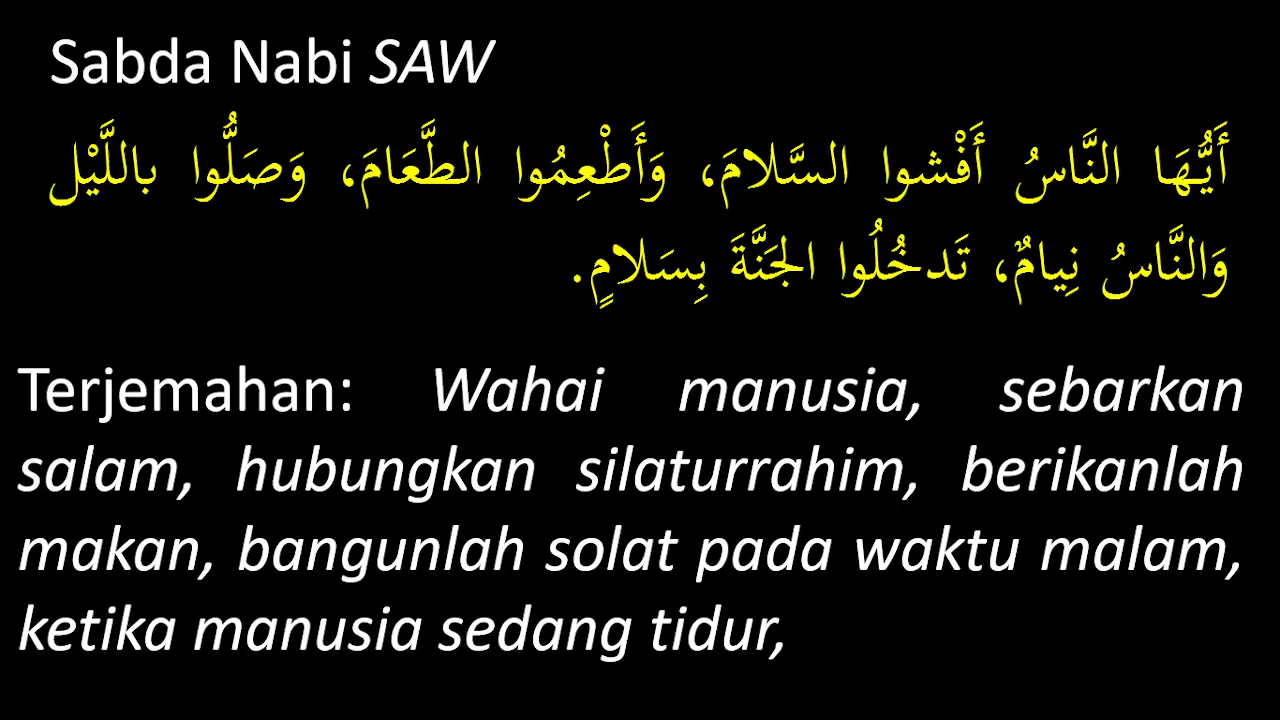 Sabda Nabi SAW
أَيُّهَا النَّاسُ أَفْشوا السَّلامَ، وَأَطْعِمُوا الطَّعَامَ، وَصَلُّوا باللَّيْل
وَالنَّاسُ نِيامٌ، تَدخُلُوا الجَنَّةَ بِسَلامٍ.
Terjemahan: Wahai manusia, sebarkan
salam, hubungkan silaturrahim, berikanlah
makan, bangunlah solat pada waktu malam,
ketika manusia sedang tidur,